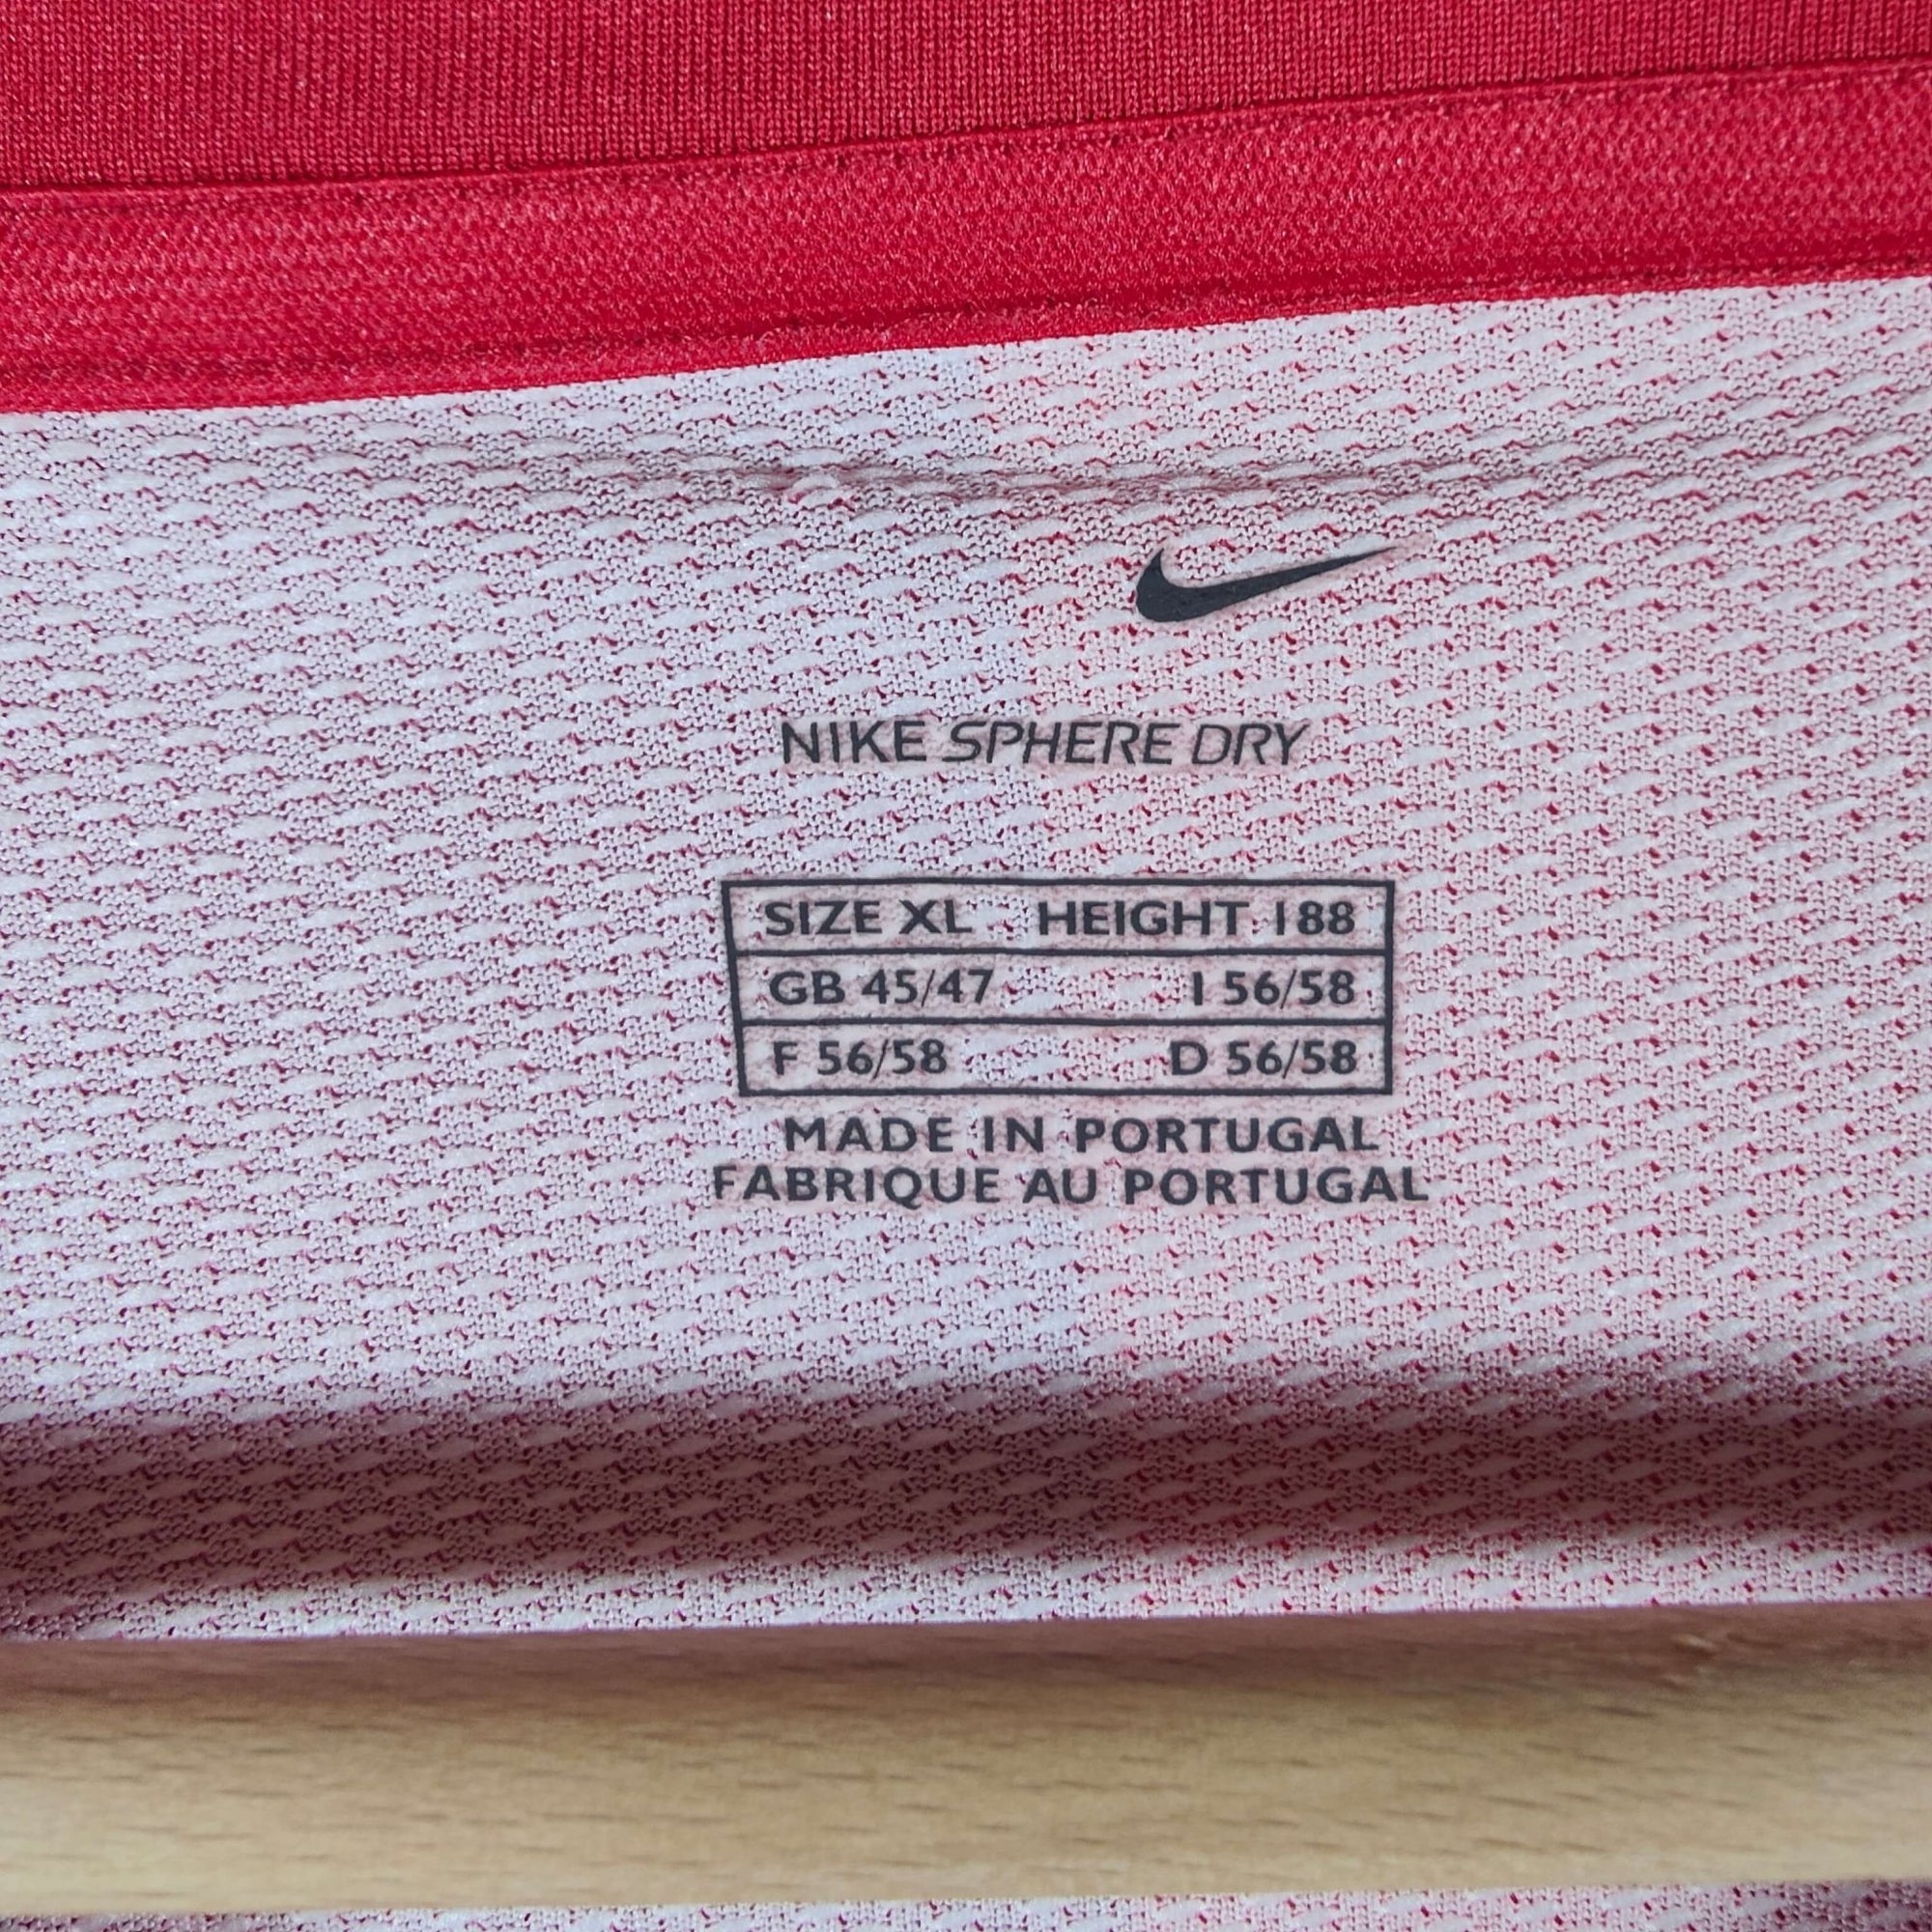 NIKE SPHERE DRY
SIZE XL HEIGHT 188
GB 45/47 I 56/58
F 56/58 D 56/58
MADE IN PORTUGAL
FABRIQUE AU PORTUGAL